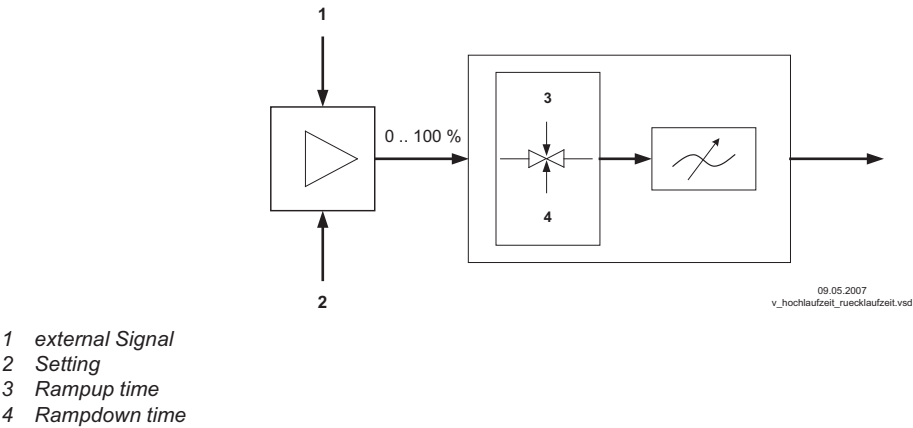 1
0 .. 100 %
3
4
2
09.05.2007
v_hochlaufzeit_ruecklaufzeit.vsd
1 external Signal
2 Setting
3 Rampup time
4 Rampdown time